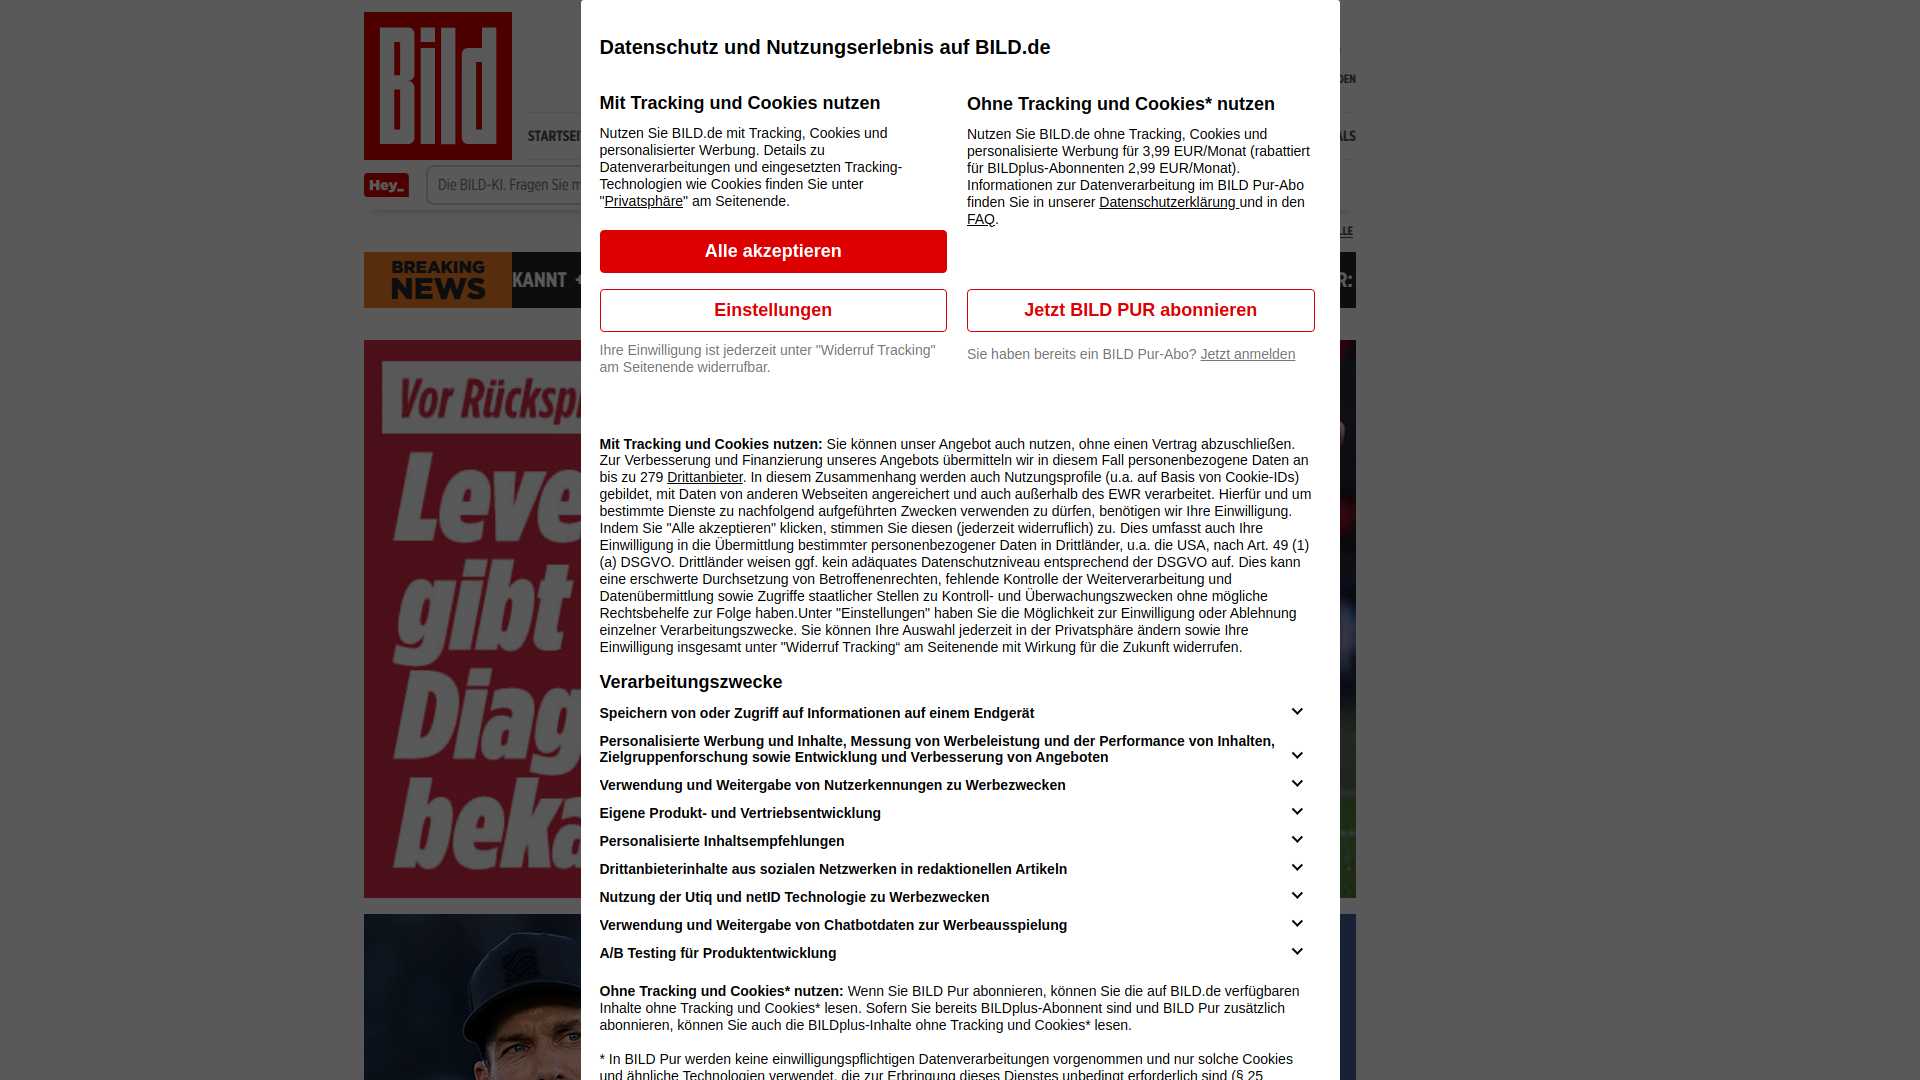 Bild
Datenschutz und Nutzungserlebnis auf BILD.de
Mit Tracking und Cookies nutzen
Nutzen Sie BILD.de mit Tracking, Cookies und
personalisierter Werbung. Details zu
Datenverarbeitungen und eingesetzten Tracking-
Technologien wie Cookies finden Sie unter
"Privatsphäre" am Seitenende.
Alle akzeptieren
Einstellungen
Ihre Einwilligung ist jederzeit unter "Widerruf Tracking"
am Seitenende widerrufbar.
Ohne Tracking und Cookies* nutzen
Nutzen Sie BILD.de ohne Tracking, Cookies und
personalisierte Werbung für 3,99 EUR/Monat (rabattiert
für BILDplus-Abonnenten 2,99 EUR/Monat).
Informationen zur Datenverarbeitung im BILD Pur-Abo
finden Sie in unserer Datenschutzerklärung und in den
FAQ.
Jetzt BILD PUR abonnieren
Sie haben bereits ein BILD Pur-Abo? Jetzt anmelden
Mit Tracking und Cookies nutzen: Sie können unser Angebot auch nutzen, ohne einen Vertrag abzuschließen.
Zur Verbesserung und Finanzierung unseres Angebots übermitteln wir in diesem Fall personenbezogene Daten an
bis zu 279 Drittanbieter. In diesem Zusammenhang werden auch Nutzungsprofile (u.a. auf Basis von Cookie-IDs)
gebildet, mit Daten von anderen Webseiten angereichert und auch außerhalb des EWR verarbeitet. Hierfür und um
bestimmte Dienste zu nachfolgend aufgeführten Zwecken verwenden zu dürfen, benötigen wir Ihre Einwilligung.
Indem Sie "Alle akzeptieren" klicken, stimmen Sie diesen (jederzeit widerruflich) zu. Dies umfasst auch Ihre
Einwilligung in die Übermittlung bestimmter personenbezogener Daten in Drittländer, u.a. die USA, nach Art. 49 (1)
(a) DSGVO. Drittländer weisen ggf. kein adäquates Datenschutzniveau entsprechend der DSGVO auf. Dies kann
eine erschwerte Durchsetzung von Betroffenenrechten, fehlende Kontrolle der Weiterverarbeitung und
Datenübermittlung sowie Zugriffe staatlicher Stellen zu Kontroll- und Überwachungszwecken ohne mögliche
Rechtsbehelfe zur Folge haben.Unter "Einstellungen" haben Sie die Möglichkeit zur Einwilligung oder Ablehnung
einzelner Verarbeitungszwecke. Sie können Ihre Auswahl jederzeit in der Privatsphäre ändern sowie Ihre
Einwilligung insgesamt unter "Widerruf Tracking“ am Seitenende mit Wirkung für die Zukunft widerrufen.
Verarbeitungszwecke
Speichern von oder Zugriff auf Informationen auf einem Endgerät
Personalisierte Werbung und Inhalte, Messung von Werbeleistung und der Performance von Inhalten,
Zielgruppenforschung sowie Entwicklung und Verbesserung von Angeboten
Verwendung und Weitergabe von Nutzerkennungen zu Werbezwecken
Eigene Produkt- und Vertriebsentwicklung
Personalisierte Inhaltsempfehlungen
Drittanbieterinhalte aus sozialen Netzwerken in redaktionellen Artikeln
Nutzung der Utiq und netID Technologie zu Werbezwecken
Verwendung und Weitergabe von Chatbotdaten zur Werbeausspielung
A/B Testing für Produktentwicklung
Ohne Tracking und Cookies* nutzen: Wenn Sie BILD Pur abonnieren, können Sie die auf BILD.de verfügbaren
Inhalte ohne Tracking und Cookies* lesen. Sofern Sie bereits BILDplus-Abonnent sind und BILD Pur zusätzlich
abonnieren, können Sie auch die BILDplus-Inhalte ohne Tracking und Cookies* lesen.
* In BILD Pur werden keine einwilligungspflichtigen Datenverarbeitungen vorgenommen und nur solche Cookies
und ähnliche Technologien verwendet, die zur Erbringung dieses Dienstes unbedingt erforderlich sind (§ 25
DEN
STARTSEI
ALS
Hey_
Die BILD-KI. Fragen Sie m
LLE
BREAKING
NEWS
KANNT +
R:
Vor Rücksp
Leve
gibt
Diag
beka